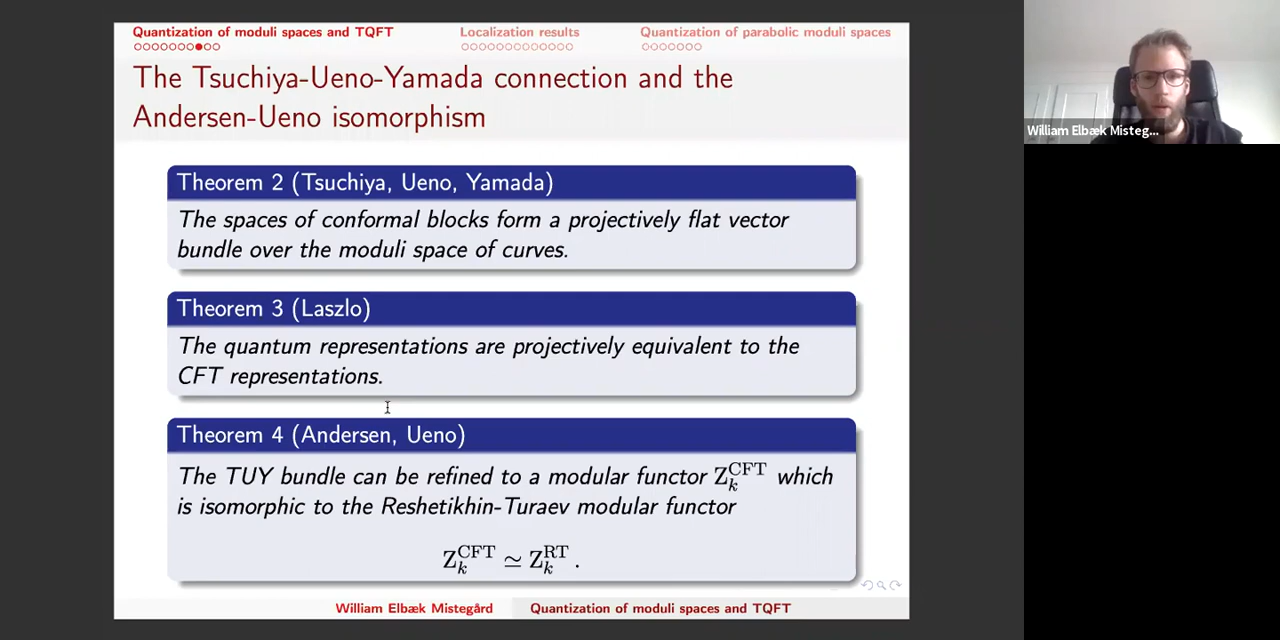 Quantization of moduli spaces and TQFT Localization results Quantization of parabolic moduli spaces
The Tsuchiya-Ueno-Yamada connection and the
Andersen-Ueno isomorphism
William Elbæk Misteg...
Theorem 2 (Tsuchiya, Ueno, Yamada)
The spaces of conformal blocks form a projectively flat vector
bundle over the moduli space of curves.
Theorem 3 (Laszlo)
The quantum representations are projectively equivalent to the
CFT representations.
Theorem 4 (Andersen, Ueno)
The TUY bundle can be refined to a modular functor Z_k^CFT which
is isomorphic to the Reshetikhin-Turaev modular functor
Z_k^CFT ≃ Z_k^RT .
William Elbæk Mistegård Quantization of moduli spaces and TQFT